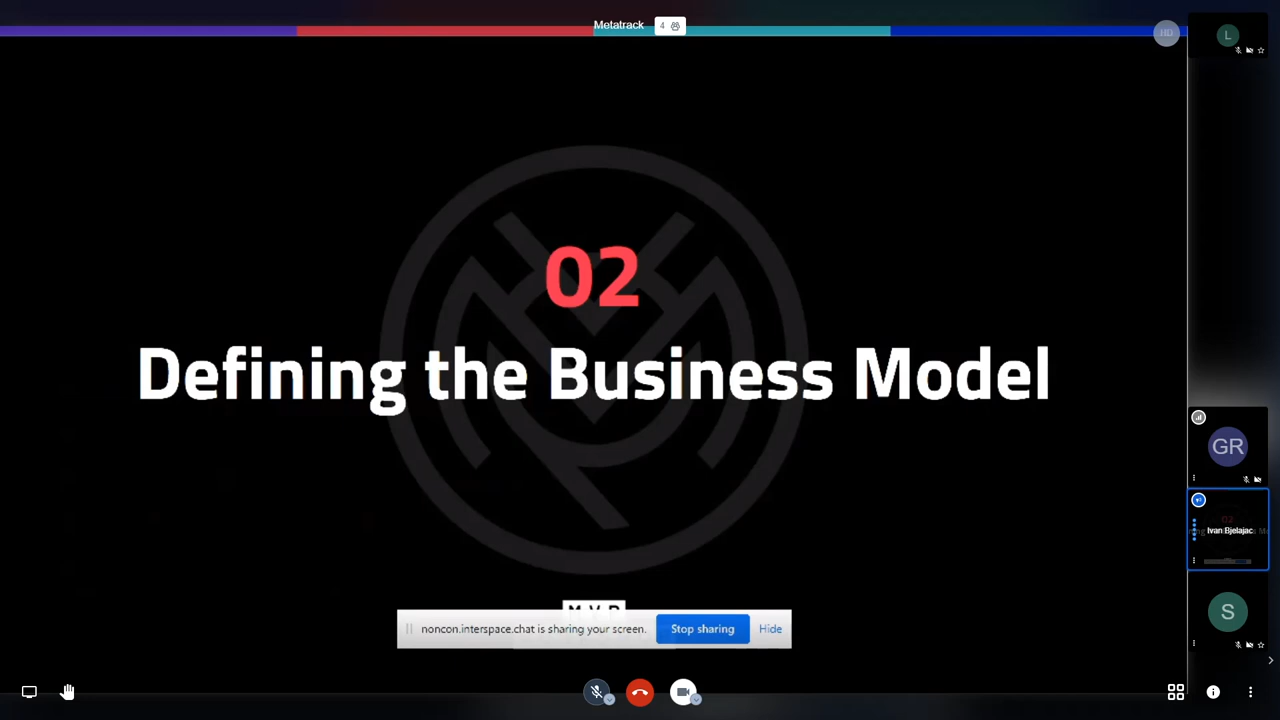 Metatrack 4
HD
L
02
Defining the Business Model
GR
Ivan Bjelajac
noncon.interspace.chat is sharing your screen. Stop sharing Hide
S